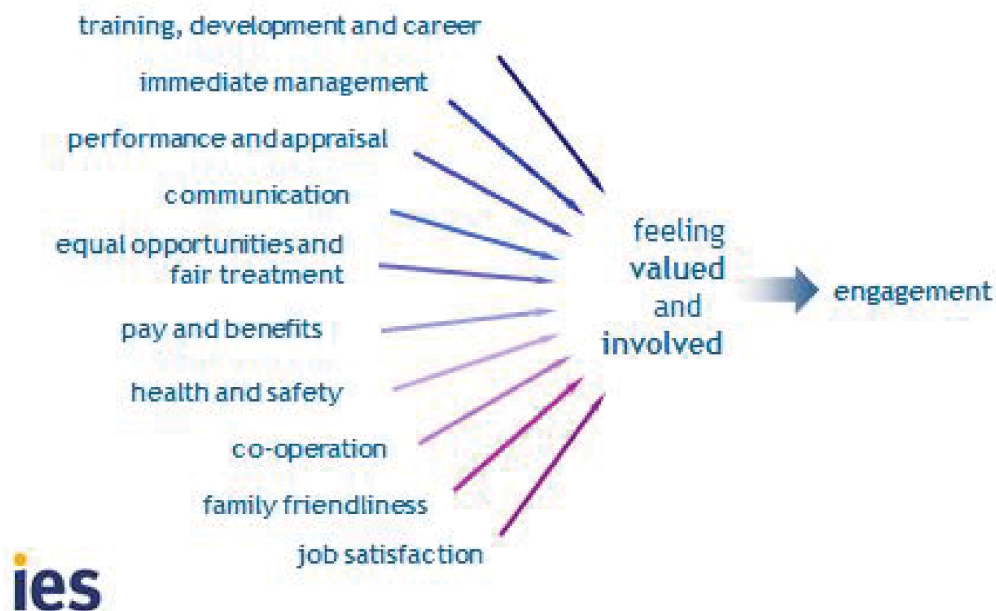 training, development and career
immediate management
performance and appraisal
communication
equal opportunities and
fair treatment
pay and benefits
health and safety
co-operation
family friendliness
job satisfaction
feeling
valued
and
involved
engagement
ies